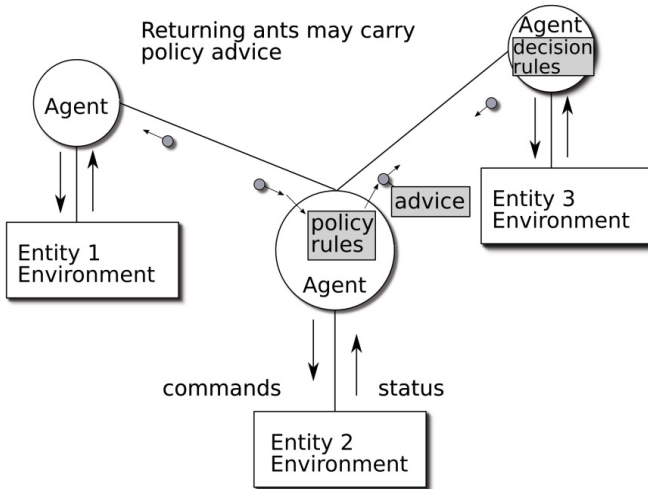 Returning ants may carry
policy advice
Agent
decision
rules
Agent
advice
policy
rules
Agent
Entity 3
Environment
Entity 1
Environment
commands
status
Entity 2
Environment